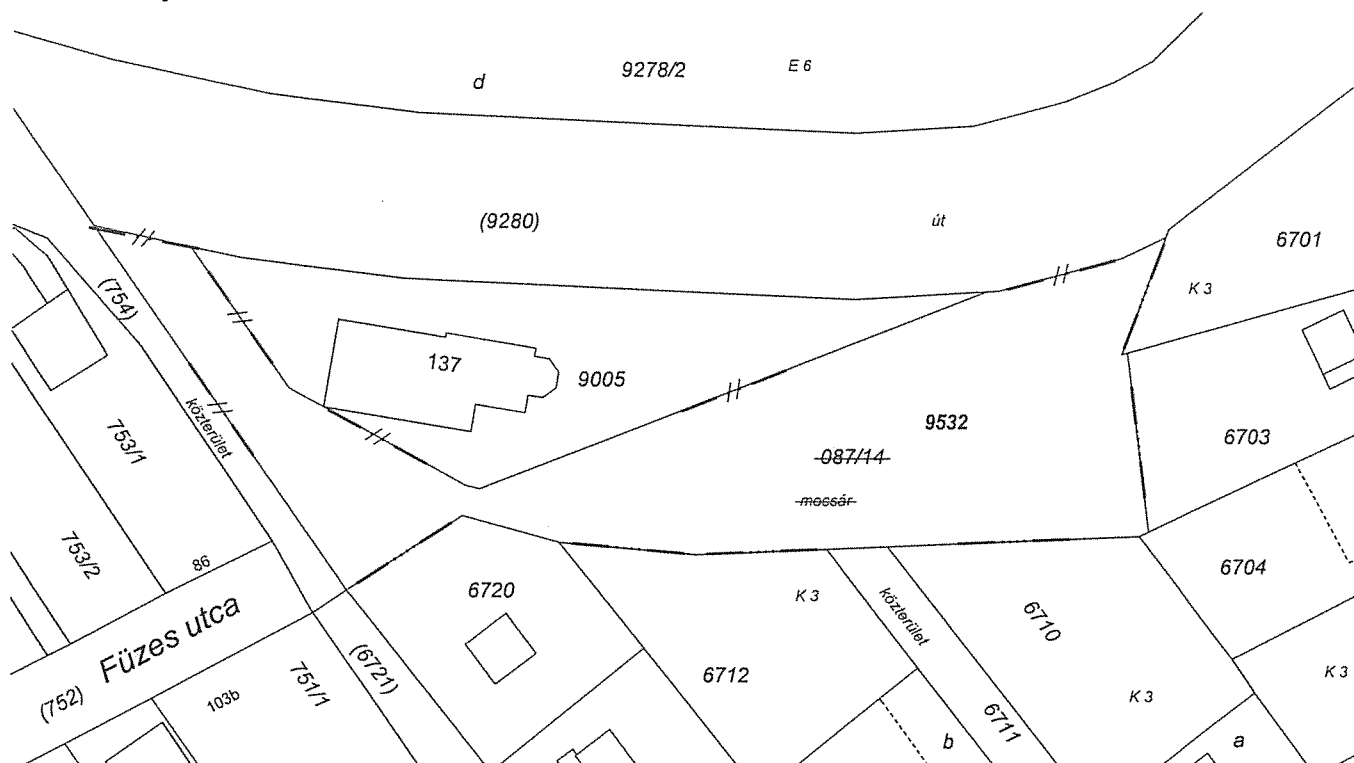 9278/2
E 6
d
(9280)
út
6701
K 3
(754)
137
9005
közterület
9532
087/14
mocsár
6703
753/1
753/2
86
6720
K 3
közterület
6710
6704
Füzes utca
(752)
103b
751/1
(6721)
6712
6711
K 3
K 3
b
a